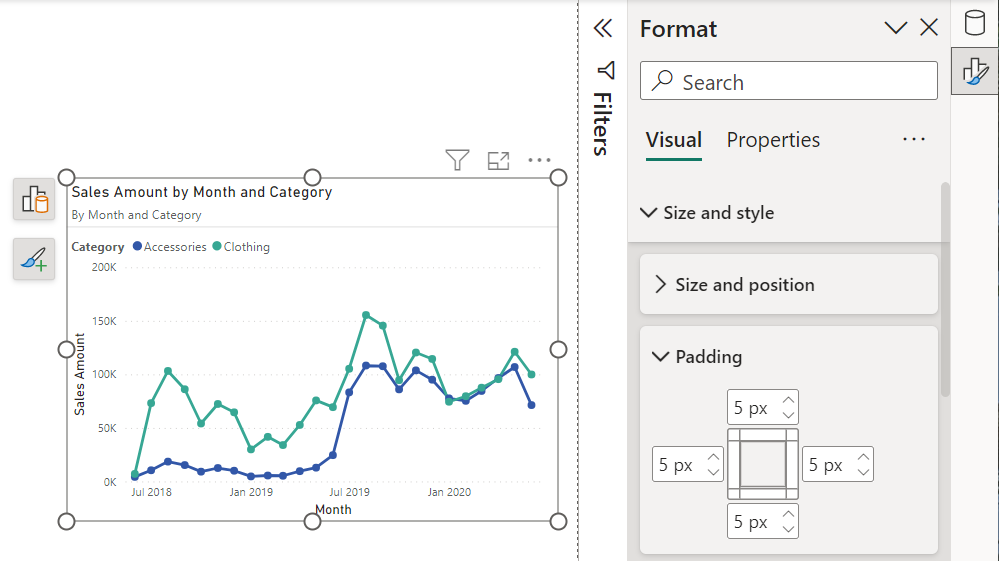 Sales Amount by Month and Category
By Month and Category
Category Accessories Clothing
200K
150K
100K
50K
0K
Sales Amount
Jul 2018 Jan 2019 Jul 2019 Jan 2020
Month
Filters
Format
Search
Visual Properties
Size and style
Size and position
Padding
5 px
5 px 5 px
5 px